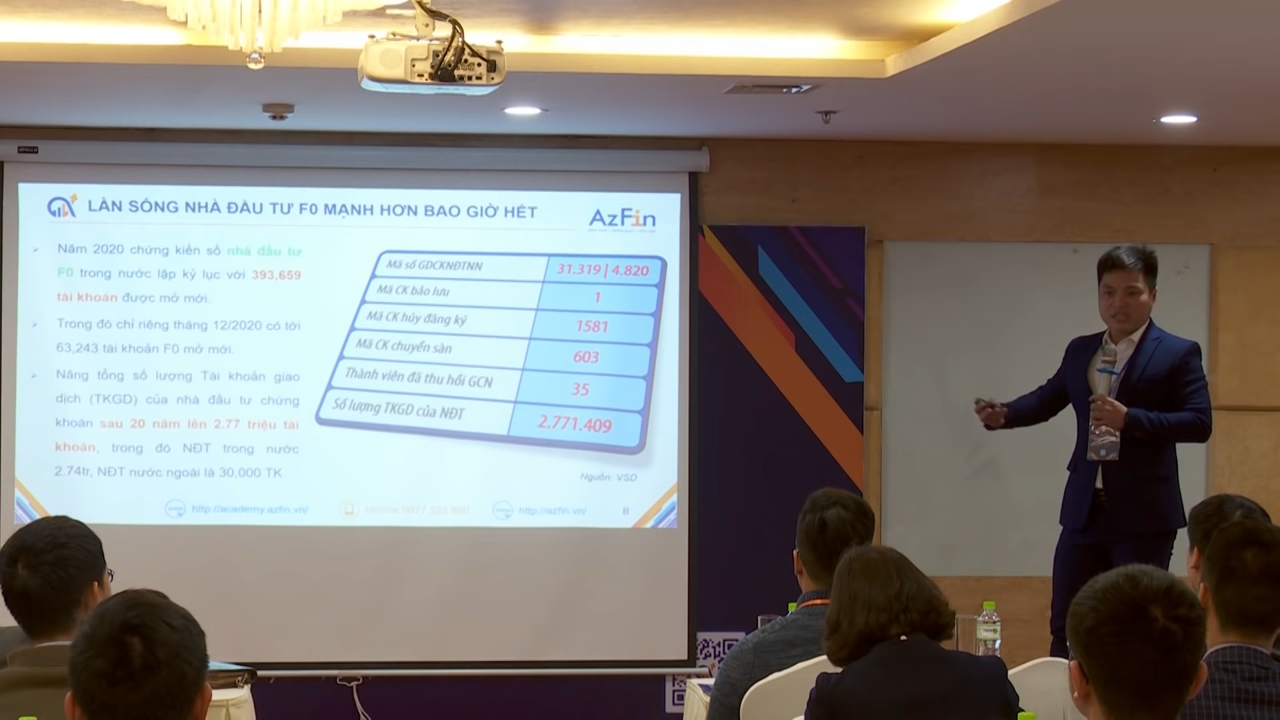 LÀN SÓNG NHÀ ĐẦU TƯ F0 MẠNH HƠN BAO GIỜ HẾT
AzFin
Năm 2020 chứng kiến số nhà đầu tư
F0 trong nước lập kỷ lục với 393,659
tài khoản được mở mới.
Trong đó chỉ riêng tháng 12/2020 có tới
63,243 tài khoản F0 mở mới.
Nâng tổng số lượng Tài khoản giao
dịch (TKGD) của nhà đầu tư chứng
khoán sau 20 năm lên 2.77 triệu tài
khoản, trong đó NĐT trong nước
2.74tr, NĐT nước ngoài là 30,000 TK
Mã số GDCKNĐTNN 31.319 | 4.820
Mã CK bảo lưu 1
Mã CK hủy đăng ký 1581
Mã CK chuyển sàn 603
Thành viên đã thu hồi GCN 35
Số lượng TKGD của NĐT 2.771.409
Nguồn: VSD
http://academy.azfin.vn/
http://azfin.vn/
8